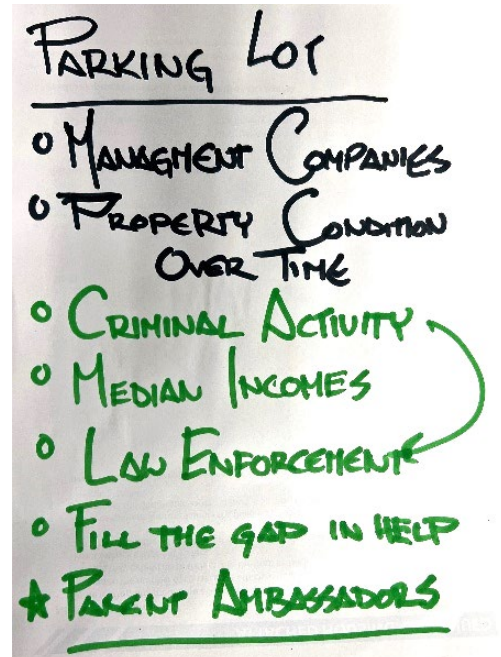 PARKING LOT
o MANAGMENT COMPANIES
o PROPERTY CONDITION
OVER TIME
o CRIMINAL ACTIVITY
o MEDIAN INCOMES
o LAW ENFORCEMENT
o FILL THE GAP IN HELP
★ PARENT AMBASSADORS